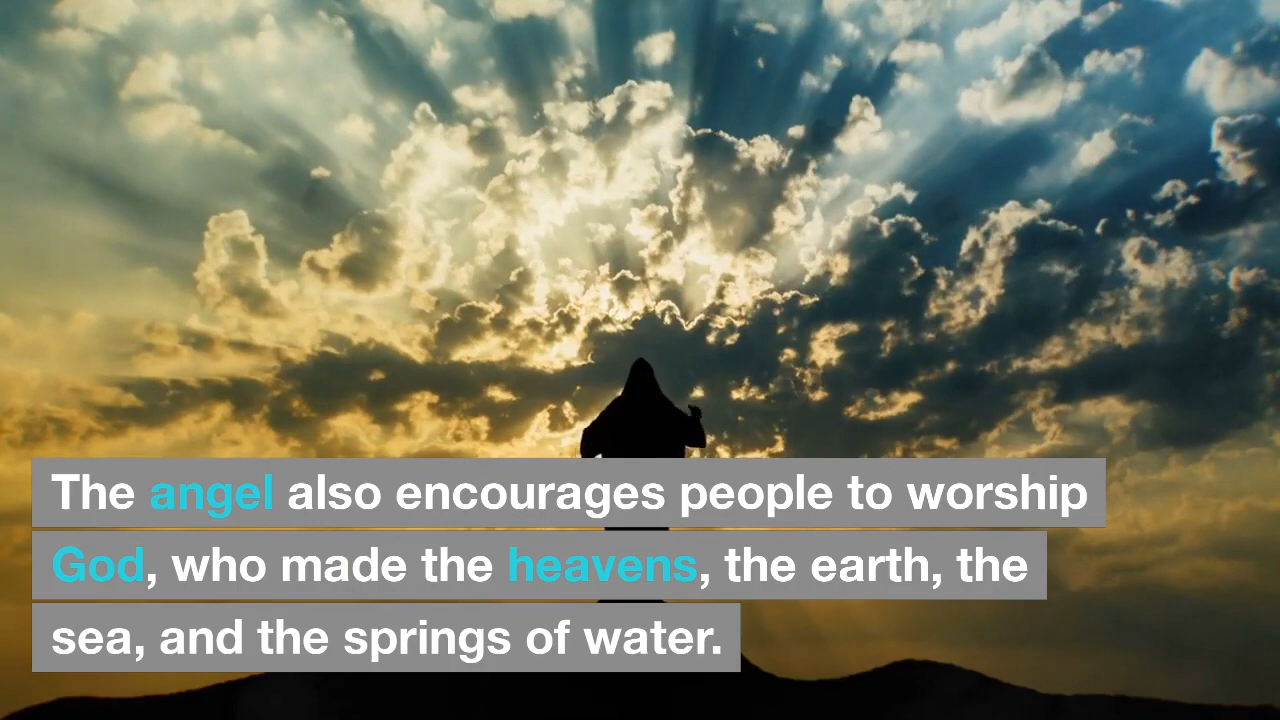 The angel also encourages people to worship
God, who made the heavens, the earth, the
sea, and the springs of water.